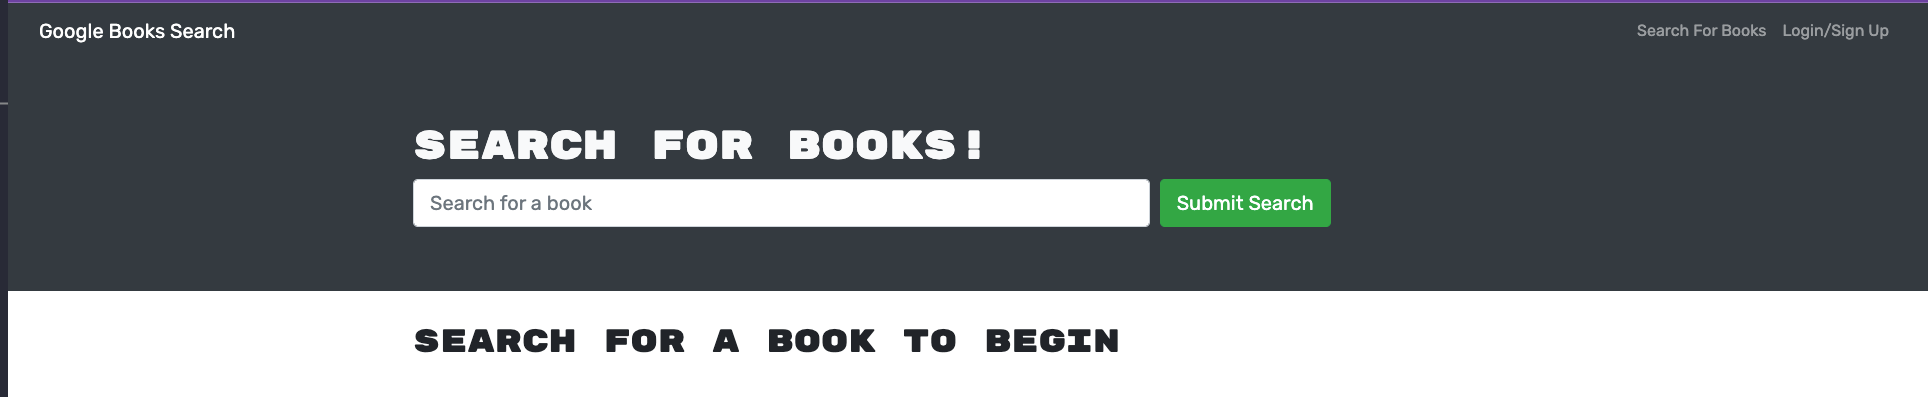 Google Books Search
Search For Books
Login/Sign Up
SEARCH FOR BOOKS!
Search for a book
Submit Search
SEARCH FOR A BOOK TO BEGIN